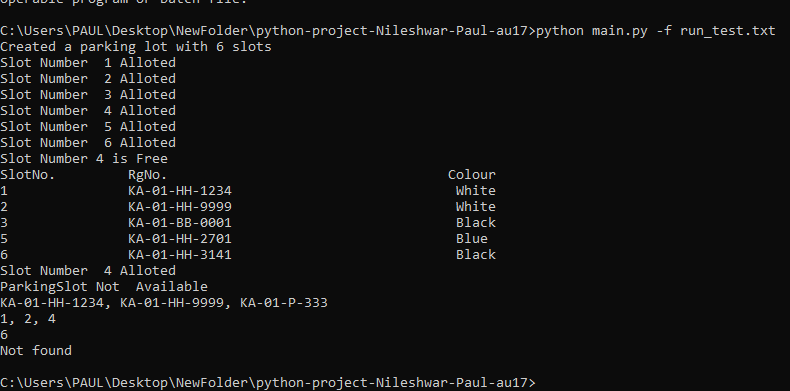 operable program or batch file.
C:\Users\PAUL\Desktop\NewFolder\python-project-Nileshwar-Paul-au17>python main.py -f run_test.txt
Created a parking lot with 6 slots
Slot Number  1 Alloted
Slot Number  2 Alloted
Slot Number  3 Alloted
Slot Number  4 Alloted
Slot Number  5 Alloted
Slot Number  6 Alloted
Slot Number 4 is Free
SlotNo.         RgNo.                                   Colour
1               KA-01-HH-1234                            White
2               KA-01-HH-9999                            White
3               KA-01-BB-0001                            Black
5               KA-01-HH-2701                            Blue
6               KA-01-HH-3141                            Black
Slot Number  4 Alloted
ParkingSlot Not  Available
KA-01-HH-1234, KA-01-HH-9999, KA-01-P-333
1, 2, 4
6
Not found
C:\Users\PAUL\Desktop\NewFolder\python-project-Nileshwar-Paul-au17>